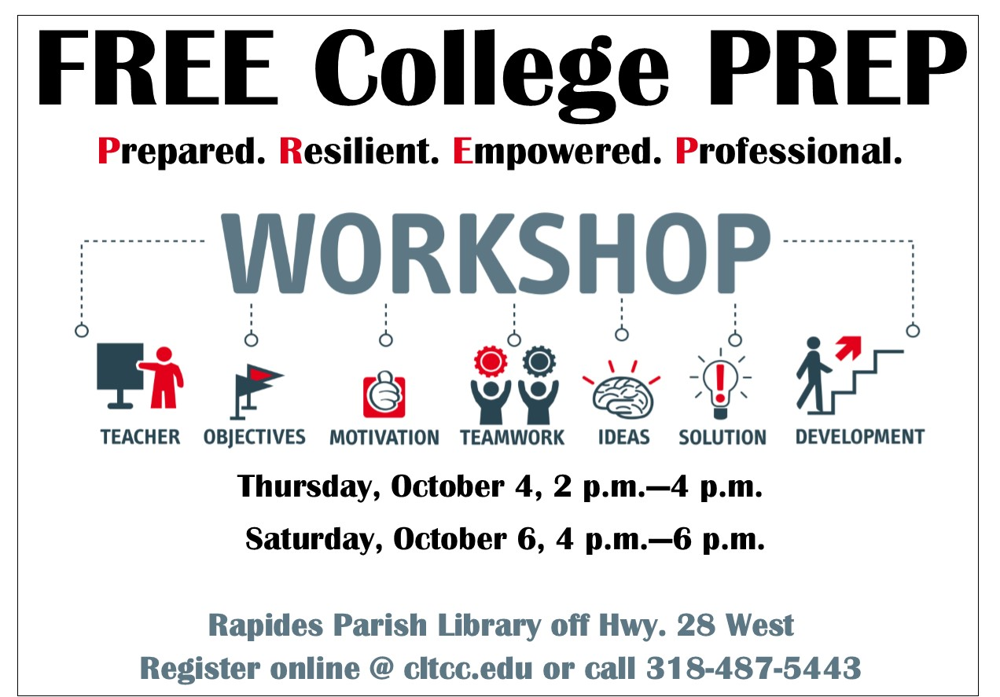 FREE College PREP
Prepared. Resilient. Empowered. Professional.
WORKSHOP
TEACHER OBJECTIVES MOTIVATION TEAMWORK IDEAS SOLUTION DEVELOPMENT
Thursday, October 4, 2 p.m.—4 p.m.
Saturday, October 6, 4 p.m.—6 p.m.
Rapides Parish Library off Hwy. 28 West
Register online @ cltcc.edu or call 318-487-5443